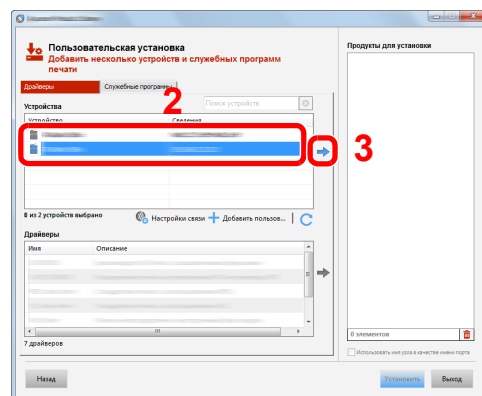 Пользовательская установка
Добавить несколько устройств и служебных программ
печати
Продукты для установки
Драйверы
Служебные программы
2
Устройства
Поиск устройств
Устройство
Сведения
3
0 из 2 устройств выбрано
Настройки связи
Добавить пользов...
Драйверы
Имя
Описание
0 элементов
7 драйверов
Использовать имя узла в качестве имени порта
Назад
Установить
Выход